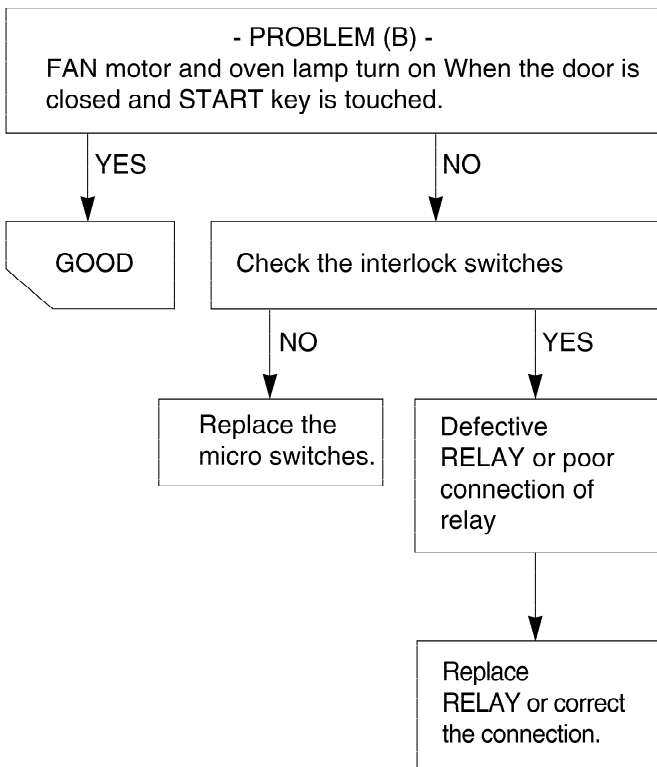 - PROBLEM (B) -
FAN motor and oven lamp turn on When the door is
closed and START key is touched.
YES
NO
GOOD
Check the interlock switches
NO
YES
Replace the
micro switches.
Defective
RELAY or poor
connection of
relay
Replace
RELAY or correct
the connection.